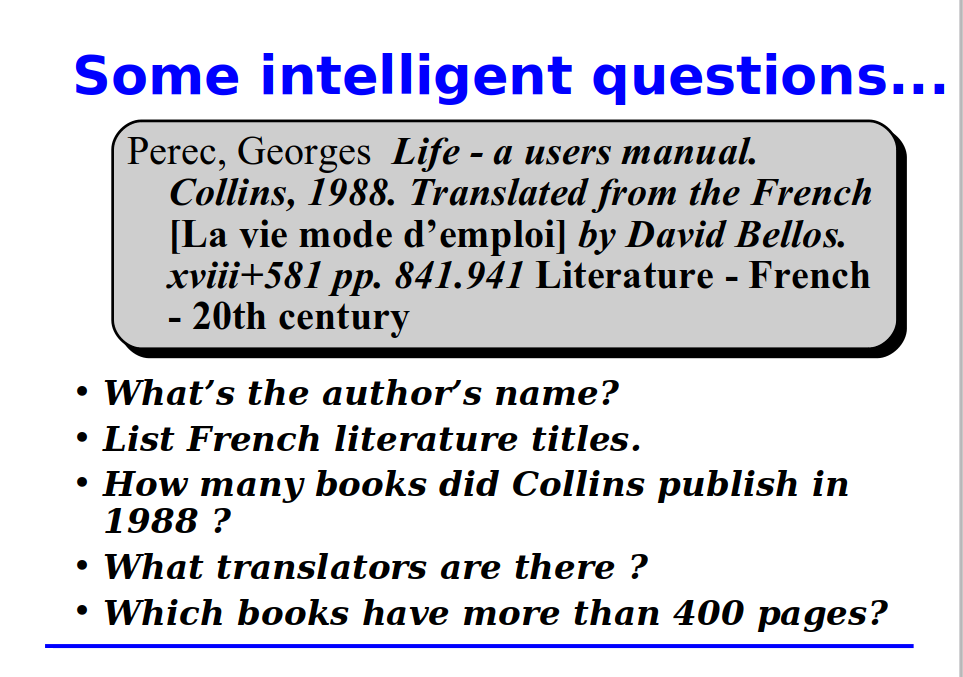 Some intelligent questions...
Perec, Georges Life - a users manual.
Collins, 1988. Translated from the French
[La vie mode d’emploi] by David Bellos.
xviii+581 pp. 841.941 Literature - French
- 20th century
• What’s the author’s name?
• List French literature titles.
• How many books did Collins publish in
1988 ?
• What translators are there ?
• Which books have more than 400 pages?